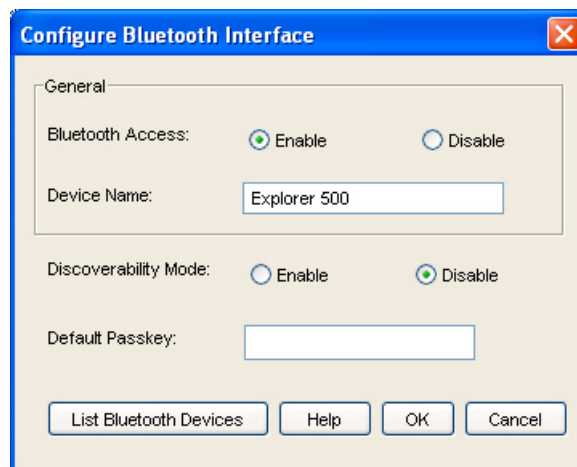 Configure Bluetooth Interface
General
Bluetooth Access: Enable Disable
Device Name: Explorer 500
Discoverability Mode: Enable Disable
Default Passkey:
List Bluetooth Devices Help OK Cancel